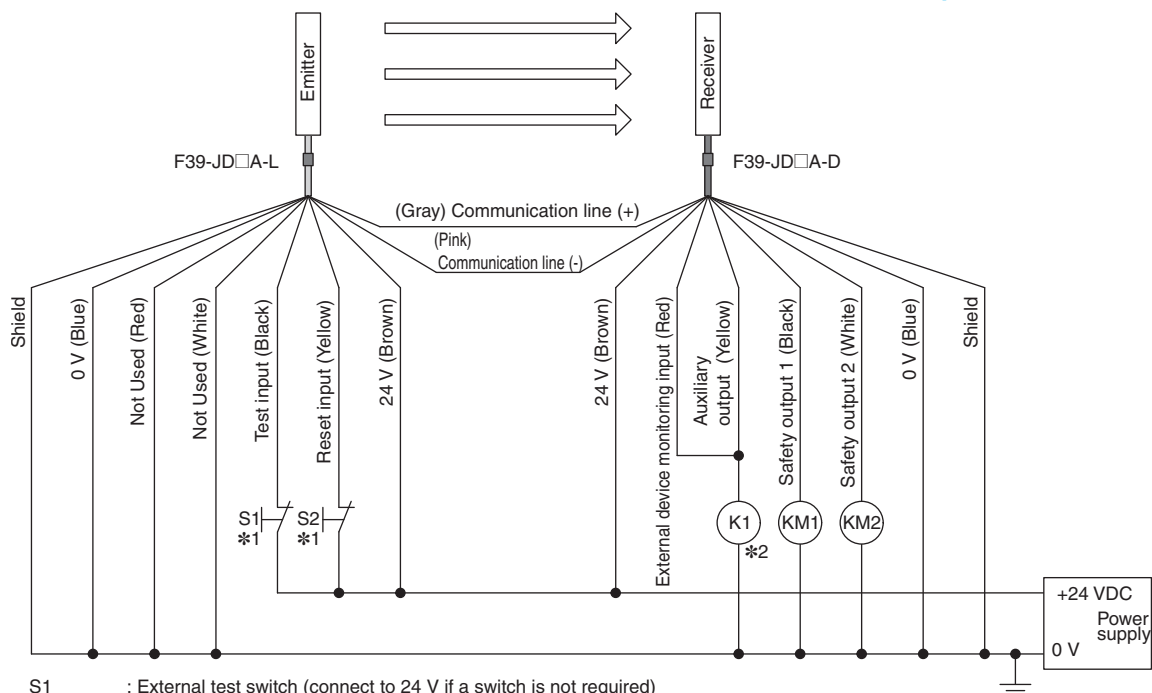 Emitter
Receiver
F39-JD□A-L
F39-JD□A-D
(Gray) Communication line (+)
(Pink)
Communication line (-)
Shield
0 V (Blue)
Not Used (Red)
Not Used (White)
Test input (Black)
Reset input (Yellow)
24 V (Brown)
24 V (Brown)
External device monitoring input (Red)
Auxiliary
output (Yellow)
Safety output 1 (Black)
Safety output 2 (White)
0 V (Blue)
Shield
S1
*1
S2
*1
K1
*2
KM1
KM2
+24 VDC
Power
supply
0 V
S1 : External test switch (connect to 24 V if a switch is not required)